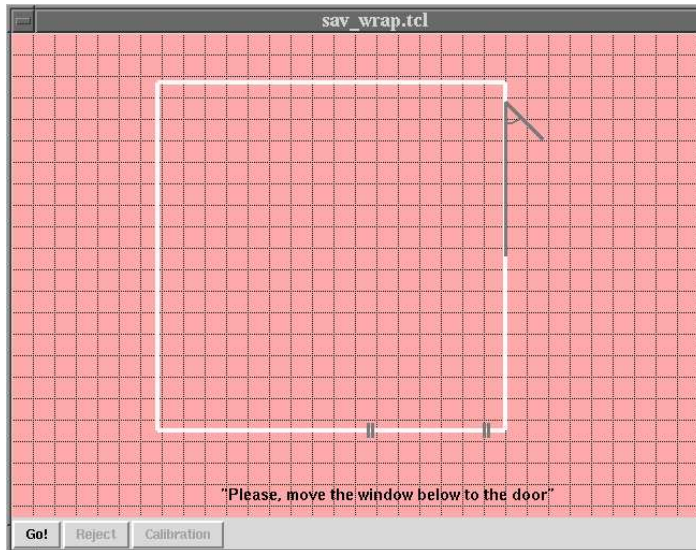 sav_wrap.tcl
"Please, move the window below to the door"
Go! Reject Calibration